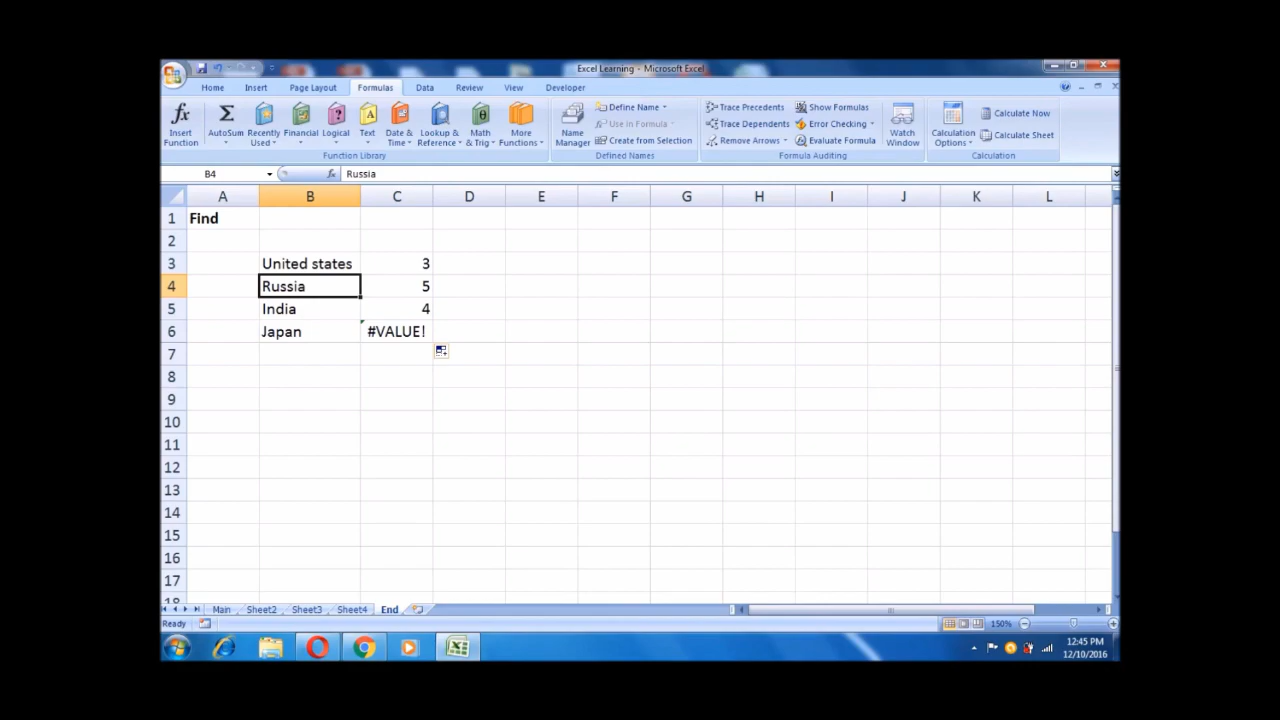 Excel Learning - Microsoft Excel
Home Insert Page Layout Formulas Data Review View Developer
Insert Function
AutoSum
Recently Used
Financial
Logical
Text
Date & Time
Lookup & Reference
Math & Trig
More Functions
Function Library
Name Manager
Define Name
Use in Formula
Create from Selection
Defined Names
Trace Precedents
Trace Dependents
Remove Arrows
Show Formulas
Error Checking
Evaluate Formula
Formula Auditing
Watch Window
Calculation Options
Calculate Now
Calculate Sheet
Calculation
B4 fx Russia
A B C D E F G H I J K L
1 Find
2
3 United states 3
4 Russia 5
5 India 4
6 Japan #VALUE!
7
8
9
10
11
12
13
14
15
16
17
18
Main Sheet2 Sheet3 Sheet4 End
Ready 150%
12:45 PM
12/10/2016